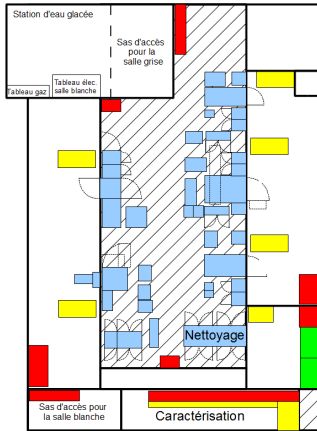 Station d'eau glacée
Sas d'accès
pour la
salle grise
Tableau gaz
Tableau élec.
salle blanche
Nettoyage
Sas d'accès pour
la salle blanche
Caractérisation